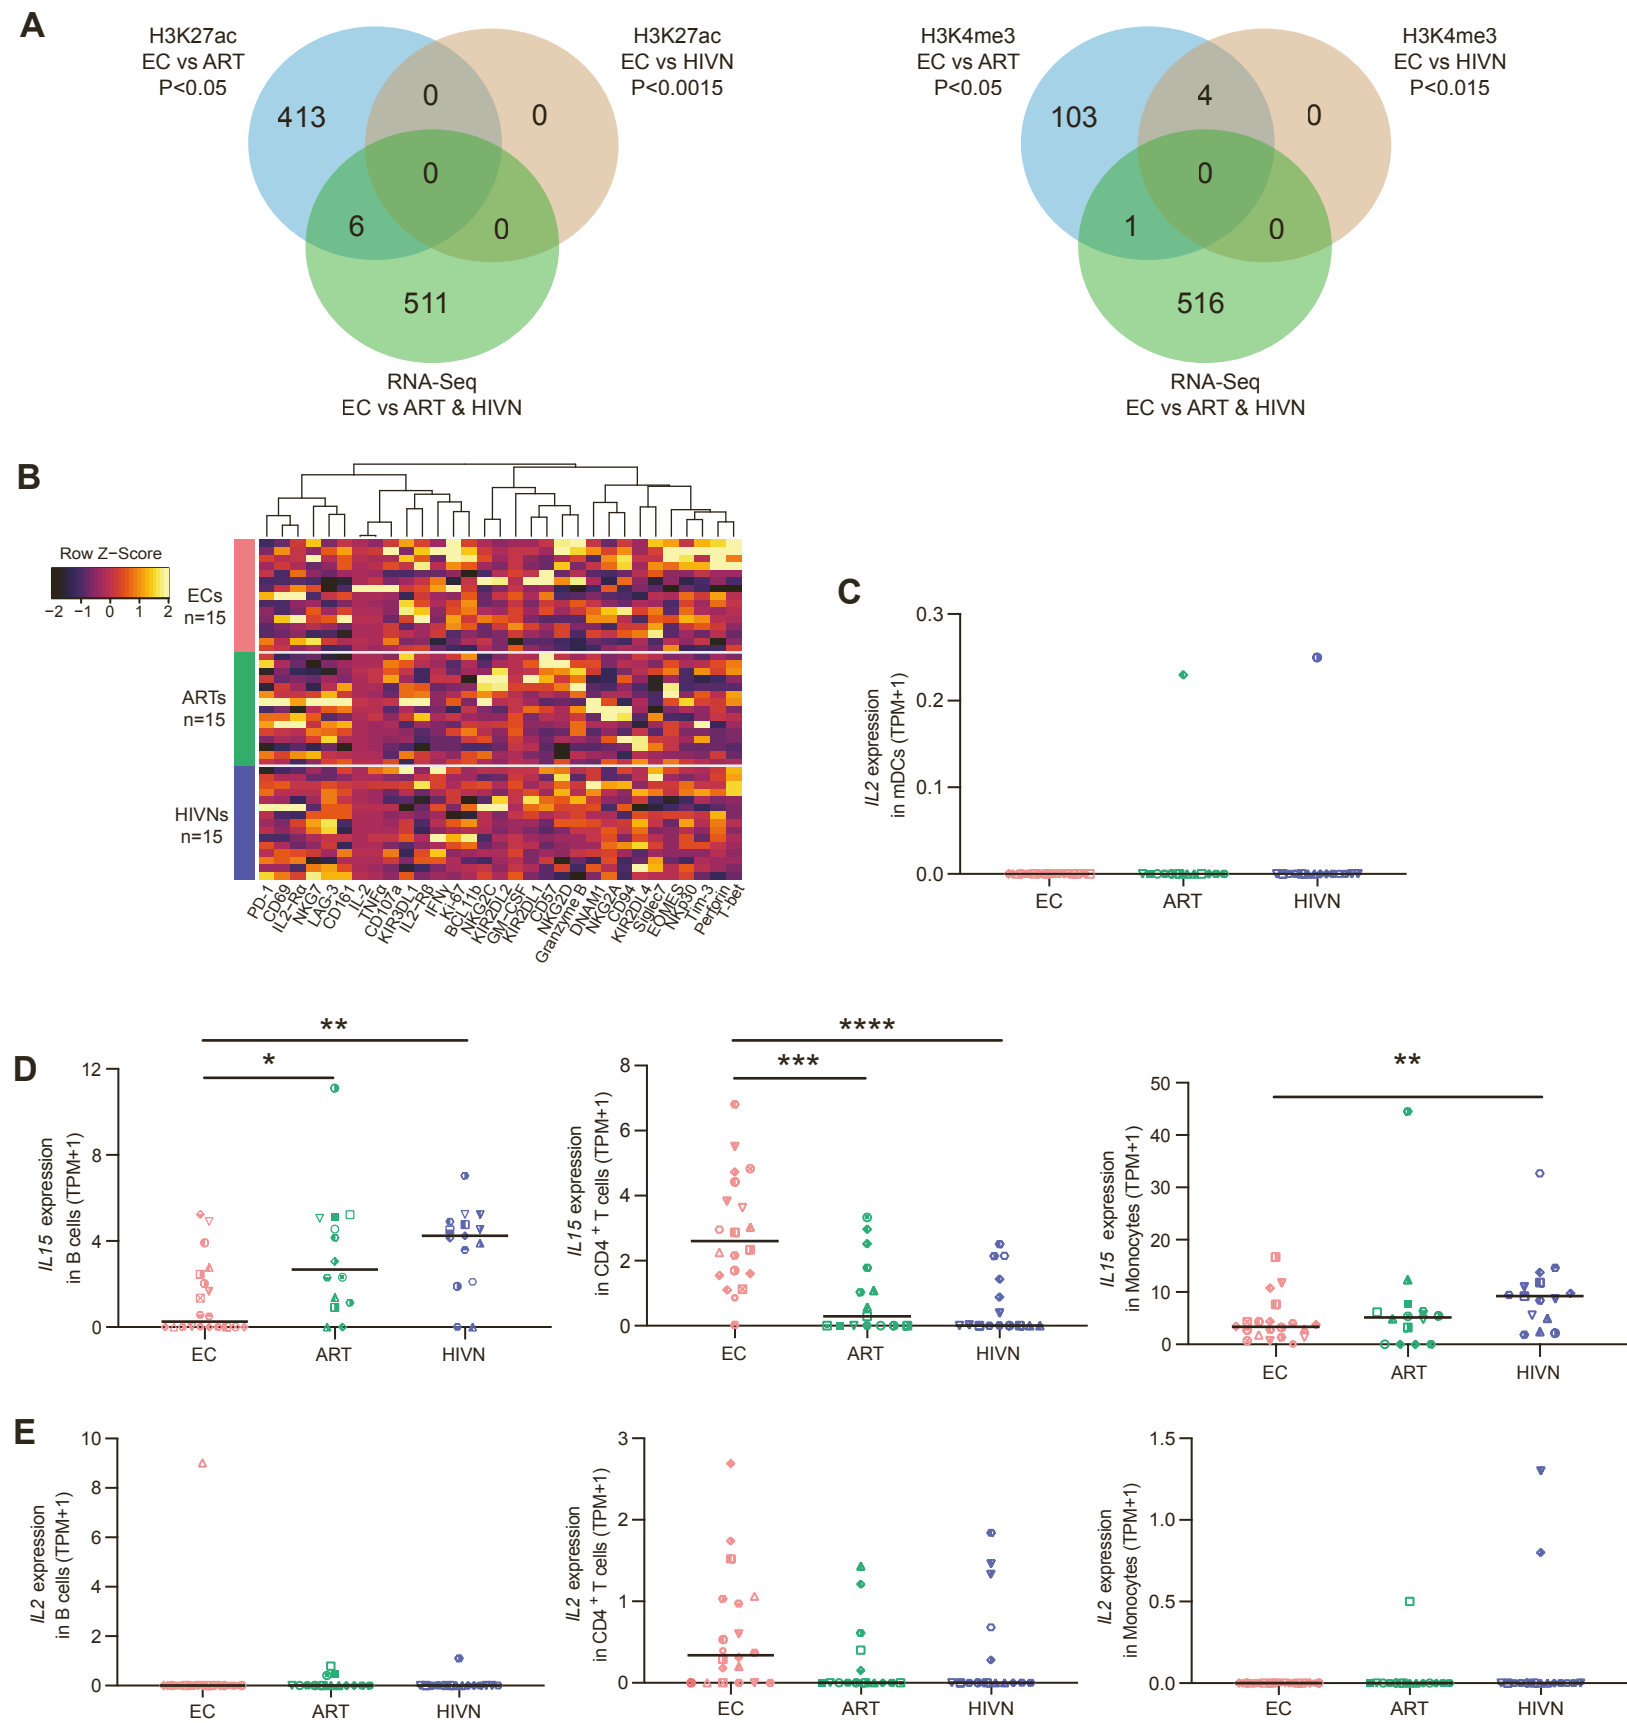 A
H3K27ac
EC vs ART
P<0.05
H3K27ac
EC vs HIVN
P<0.0015
413
0
0
0
6
0
511
RNA-Seq
EC vs ART & HIVN
H3K4me3
EC vs ART
P<0.05
H3K4me3
EC vs HIVN
P<0.015
103
4
0
0
1
0
516
RNA-Seq
EC vs ART & HIVN
B
Row Z−Score
−2 −1 0 1 2
ECs
n=15
ARTs
n=15
HIVNs
n=15
PD-1
CD69
IL2−Rα
NKG7
LAG-3
CD161
IL-2
TNFα
CD107a
KIR3DL1
IL2−Rβ
IFNγ
Ki-67
BCL11b
NKG2C
KIR2DL2
GM−CSF
KIR2DL1
CD57
NKG2D
Granzyme B
DNAM1
NKG2A
CD94
KIR2DL4
Siglec7
EOMES
NKp30
Tim-3
Perforin
T-bet
C
IL2 expression
in mDCs (TPM+1)
0.3
0.2
0.1
0.0
EC ART HIVN
D
IL15 expression
in B cells (TPM+1)
12
8
4
0
**
*
EC ART HIVN
IL15 expression
in CD4 + T cells (TPM+1)
8
6
4
2
0
****
***
EC ART HIVN
IL15 expression
in Monocytes (TPM+1)
50
40
30
20
10
0
**
EC ART HIVN
E
IL2 expression
in B cells (TPM+1)
10
8
6
4
2
0
EC ART HIVN
IL2 expression
in CD4 + T cells (TPM+1)
3
2
1
0
EC ART HIVN
IL2 expression
in Monocytes (TPM+1)
1.5
1.0
0.5
0.0
EC ART HIVN